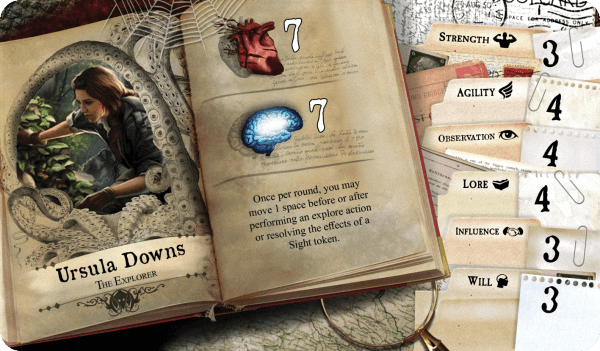 Ursula Downs
The Explorer
7
7
Once per round, you may
move 1 space before or after
performing an explore action
or resolving the effects of a
Sight token.
Strength 3
Agility 4
Observation 4
Lore 4
Influence 3
Will 3